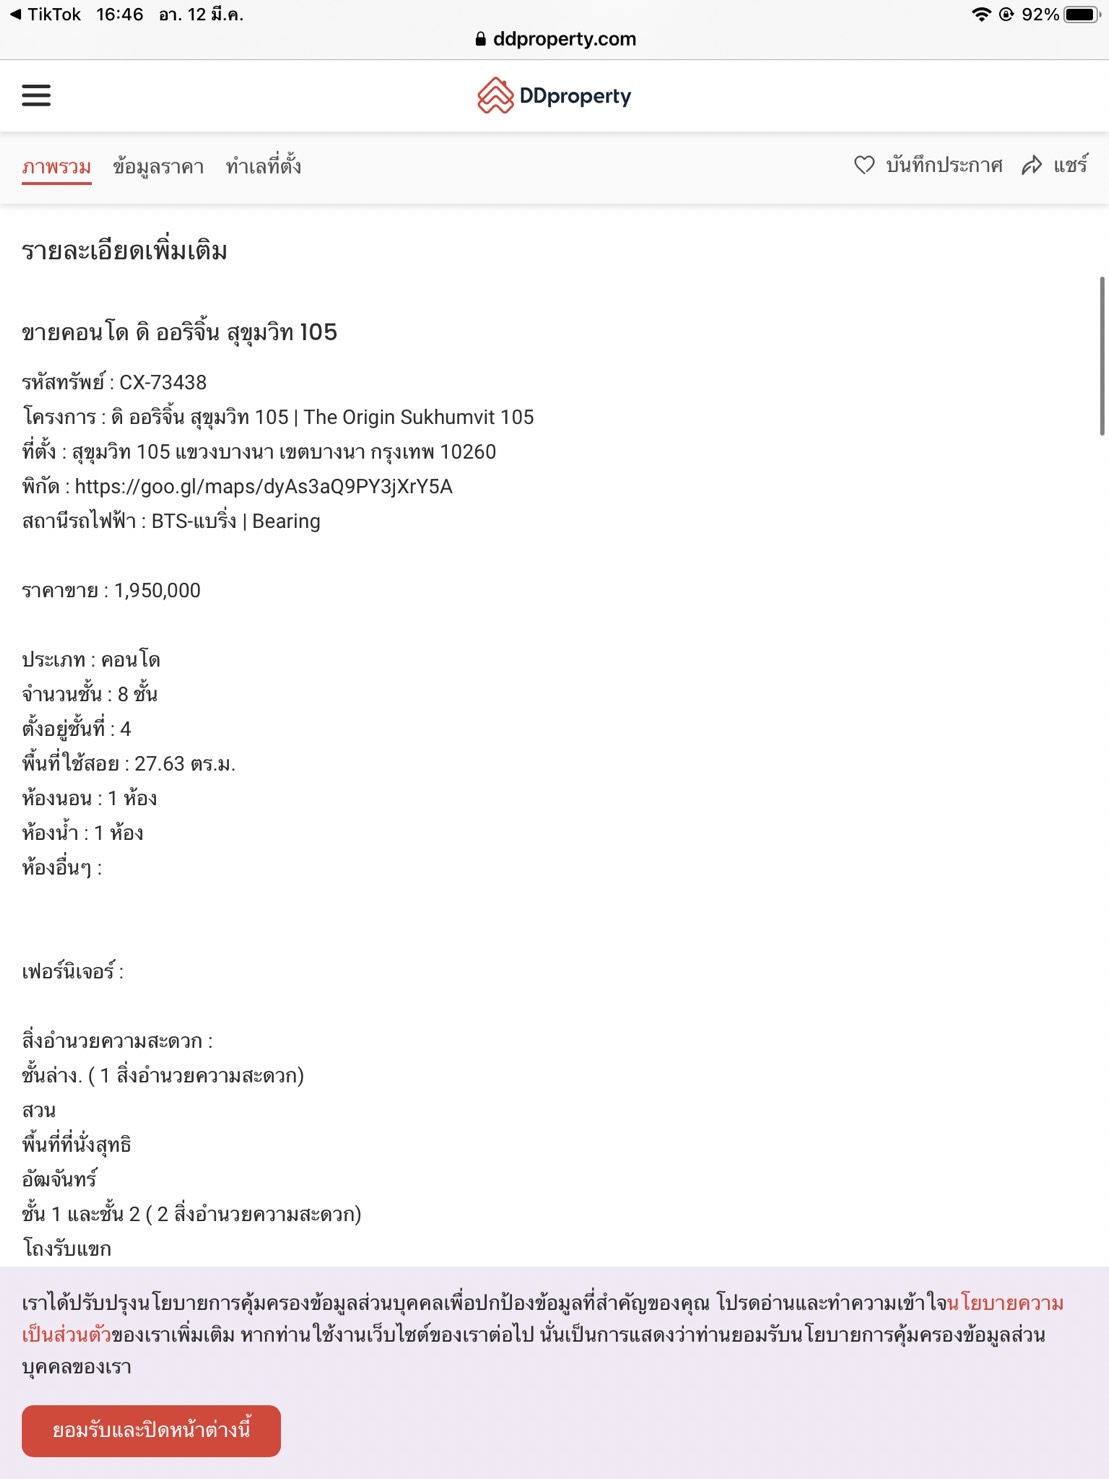 TikTok 16:46 อา. 12 มี.ค. 92%
ddproperty.com
DDproperty
ภาพรวม ข้อมูลราคา ทำเลที่ตั้ง บันทึกประกาศ แชร์
รายละเอียดเพิ่มเติม
ขายคอนโด ดิ ออริจิ้น สุขุมวิท 105
รหัสทรัพย์ : CX-73438
โครงการ : ดิ ออริจิ้น สุขุมวิท 105 | The Origin Sukhumvit 105
ที่ตั้ง : สุขุมวิท 105 แขวงบางนา เขตบางนา กรุงเทพ 10260
พิกัด : https://goo.gl/maps/dyAs3aQ9PY3jXrY5A
สถานีรถไฟฟ้า : BTS-แบริ่ง | Bearing
ราคาขาย : 1,950,000
ประเภท : คอนโด
จำนวนชั้น : 8 ชั้น
ตั้งอยู่ชั้นที่ : 4
พื้นที่ใช้สอย : 27.63 ตร.ม.
ห้องนอน : 1 ห้อง
ห้องน้ำ : 1 ห้อง
ห้องอื่นๆ :
เฟอร์นิเจอร์ :
สิ่งอำนวยความสะดวก :
ชั้นล่าง. ( 1 สิ่งอำนวยความสะดวก)
สวน
พื้นที่ที่นั่งสุทธิ
อัฒจันทร์
ชั้น 1 และชั้น 2 ( 2 สิ่งอำนวยความสะดวก)
โถงรับแขก
เราได้ปรับปรุงนโยบายการคุ้มครองข้อมูลส่วนบุคคลเพื่อปกป้องข้อมูลที่สำคัญของคุณ โปรดอ่านและทำความเข้าใจนโยบายความ
เป็นส่วนตัวของเราเพิ่มเติม หากท่านใช้งานเว็บไซต์ของเราต่อไป นั่นเป็นการแสดงว่าท่านยอมรับนโยบายการคุ้มครองข้อมูลส่วน
บุคคลของเรา
ยอมรับและปิดหน้าต่างนี้